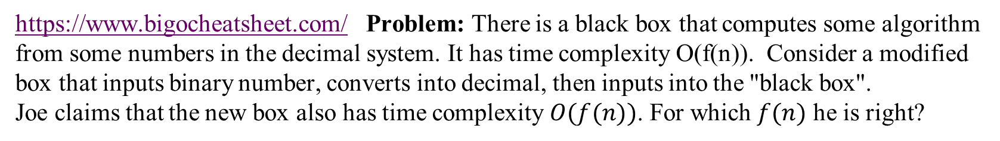 https://www.bigocheatsheet.com/ Problem: There is a black box that computes some algorithm
from some numbers in the decimal system. It has time complexity O(f(n)). Consider a modified
box that inputs binary number, converts into decimal, then inputs into the "black box".
Joe claims that the new box also has time complexity O(f(n)). For which f(n) he is right?